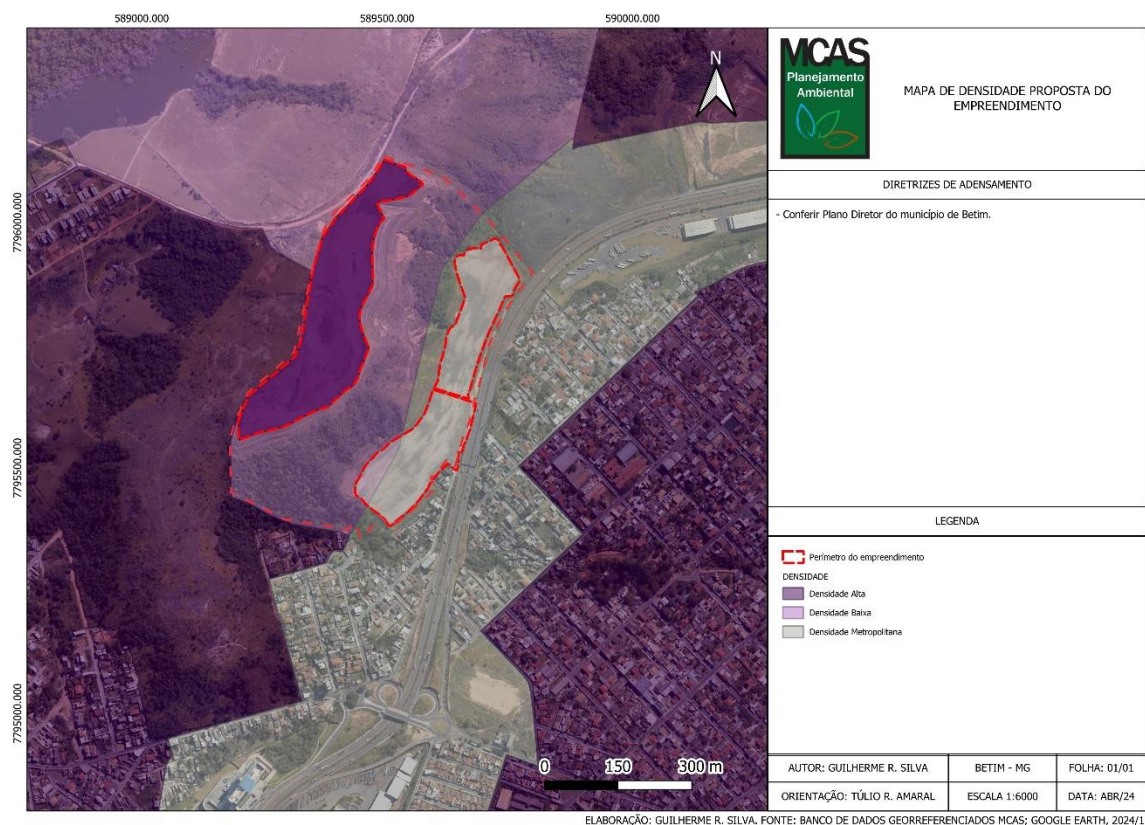 589000.000
589500.000
590000.000
7796000.000
7795500.000
7795000.000
N
0 150 300 m
MCAS
Planejamento
Ambiental
MAPA DE DENSIDADE PROPOSTA DO
EMPREENDIMENTO
DIRETRIZES DE ADENSAMENTO
- Conferir Plano Diretor do município de Betim.
LEGENDA
Perímetro do empreendimento
DENSIDADE
Densidade Alta
Densidade Baixa
Densidade Metropolitana
AUTOR: GUILHERME R. SILVA
BETIM - MG
FOLHA: 01/01
ORIENTAÇÃO: TÚLIO R. AMARAL
ESCALA 1:6000
DATA: ABR/24
ELABORAÇÃO: GUILHERME R. SILVA. FONTE: BANCO DE DADOS GEORREFERENCIADOS MCAS; GOOGLE EARTH, 2024/1